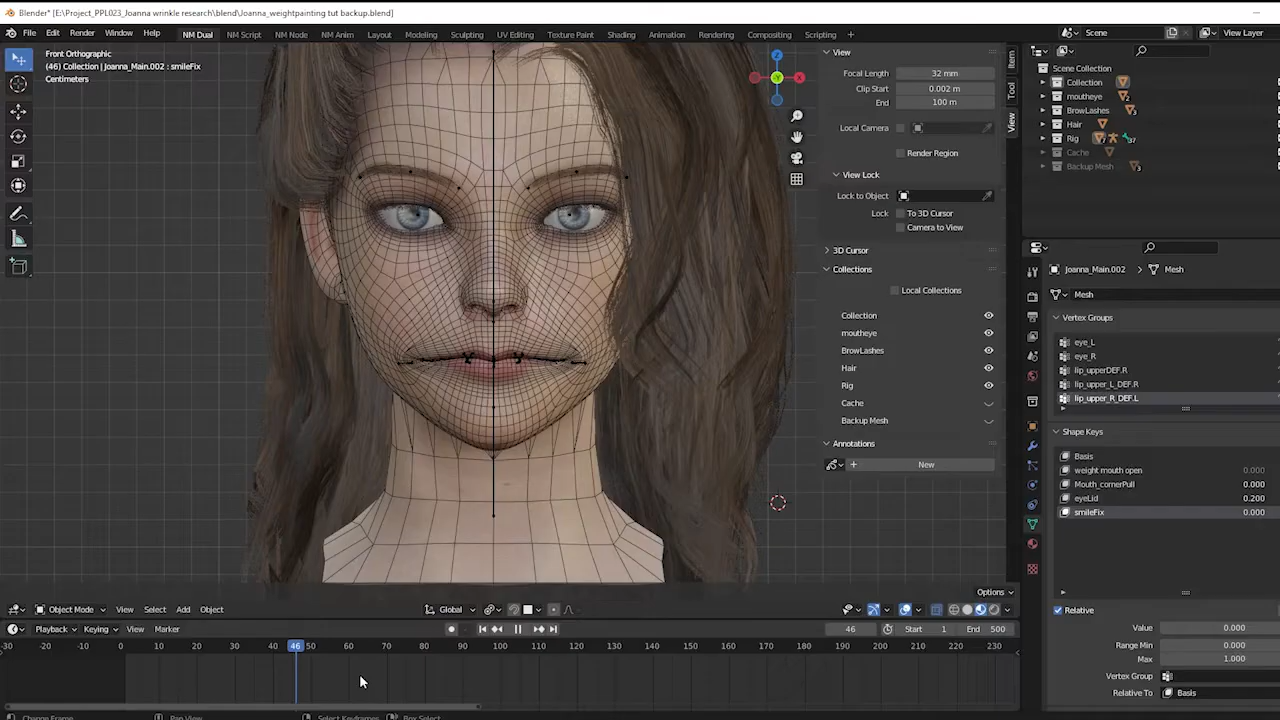 Blender* [E:\Project_PPL023_Joanna wrinkle research\blend\Joanna_weightpainting tut backup.blend]
File Edit Render Window Help NM Dual NM Script NM Node NM Anim Layout Modeling Sculpting UV Editing Texture Paint Shading Animation Rendering Compositing Scripting + Scene View Layer
Front Orthographic
(46) Collection | Joanna_Main.002 : smileFix
Centimeters
Z
X
Y
View
Focal Length 32 mm
Clip Start 0.002 m
End 100 m
Local Camera
Render Region
View Lock
Lock to Object
Lock To 3D Cursor
Camera to View
3D Cursor
Collections
Local Collections
Collection
moutheye
BrowLashes
Hair
Rig
Cache
Backup Mesh
Annotations
New
Item
Tool
View
Scene Collection
Collection
moutheye 2
BrowLashes 3
Hair
Rig 37
Cache
Backup Mesh 3
Joanna_Main.002 Mesh
Mesh
Vertex Groups
eye_L
eye_R
lip_upperDEF.R
lip_upper_L_DEF.R
lip_upper_R_DEF.L
Shape Keys
Basis
weight mouth open 0.000
Mouth_cornerPull 0.000
eyeLid 0.200
smileFix 0.000
Relative
Value 0.000
Range Min 0.000
Max 1.000
Vertex Group
Relative To Basis
Options
Object Mode View Select Add Object Global
Playback Keying View Marker 46 Start 1 End 500
-30 -20 -10 0 10 20 30 40 46 50 60 70 80 90 100 110 120 130 140 150 160 170 180 190 200 210 220 230
Change Frame Pan View Select Keyframes Box Select